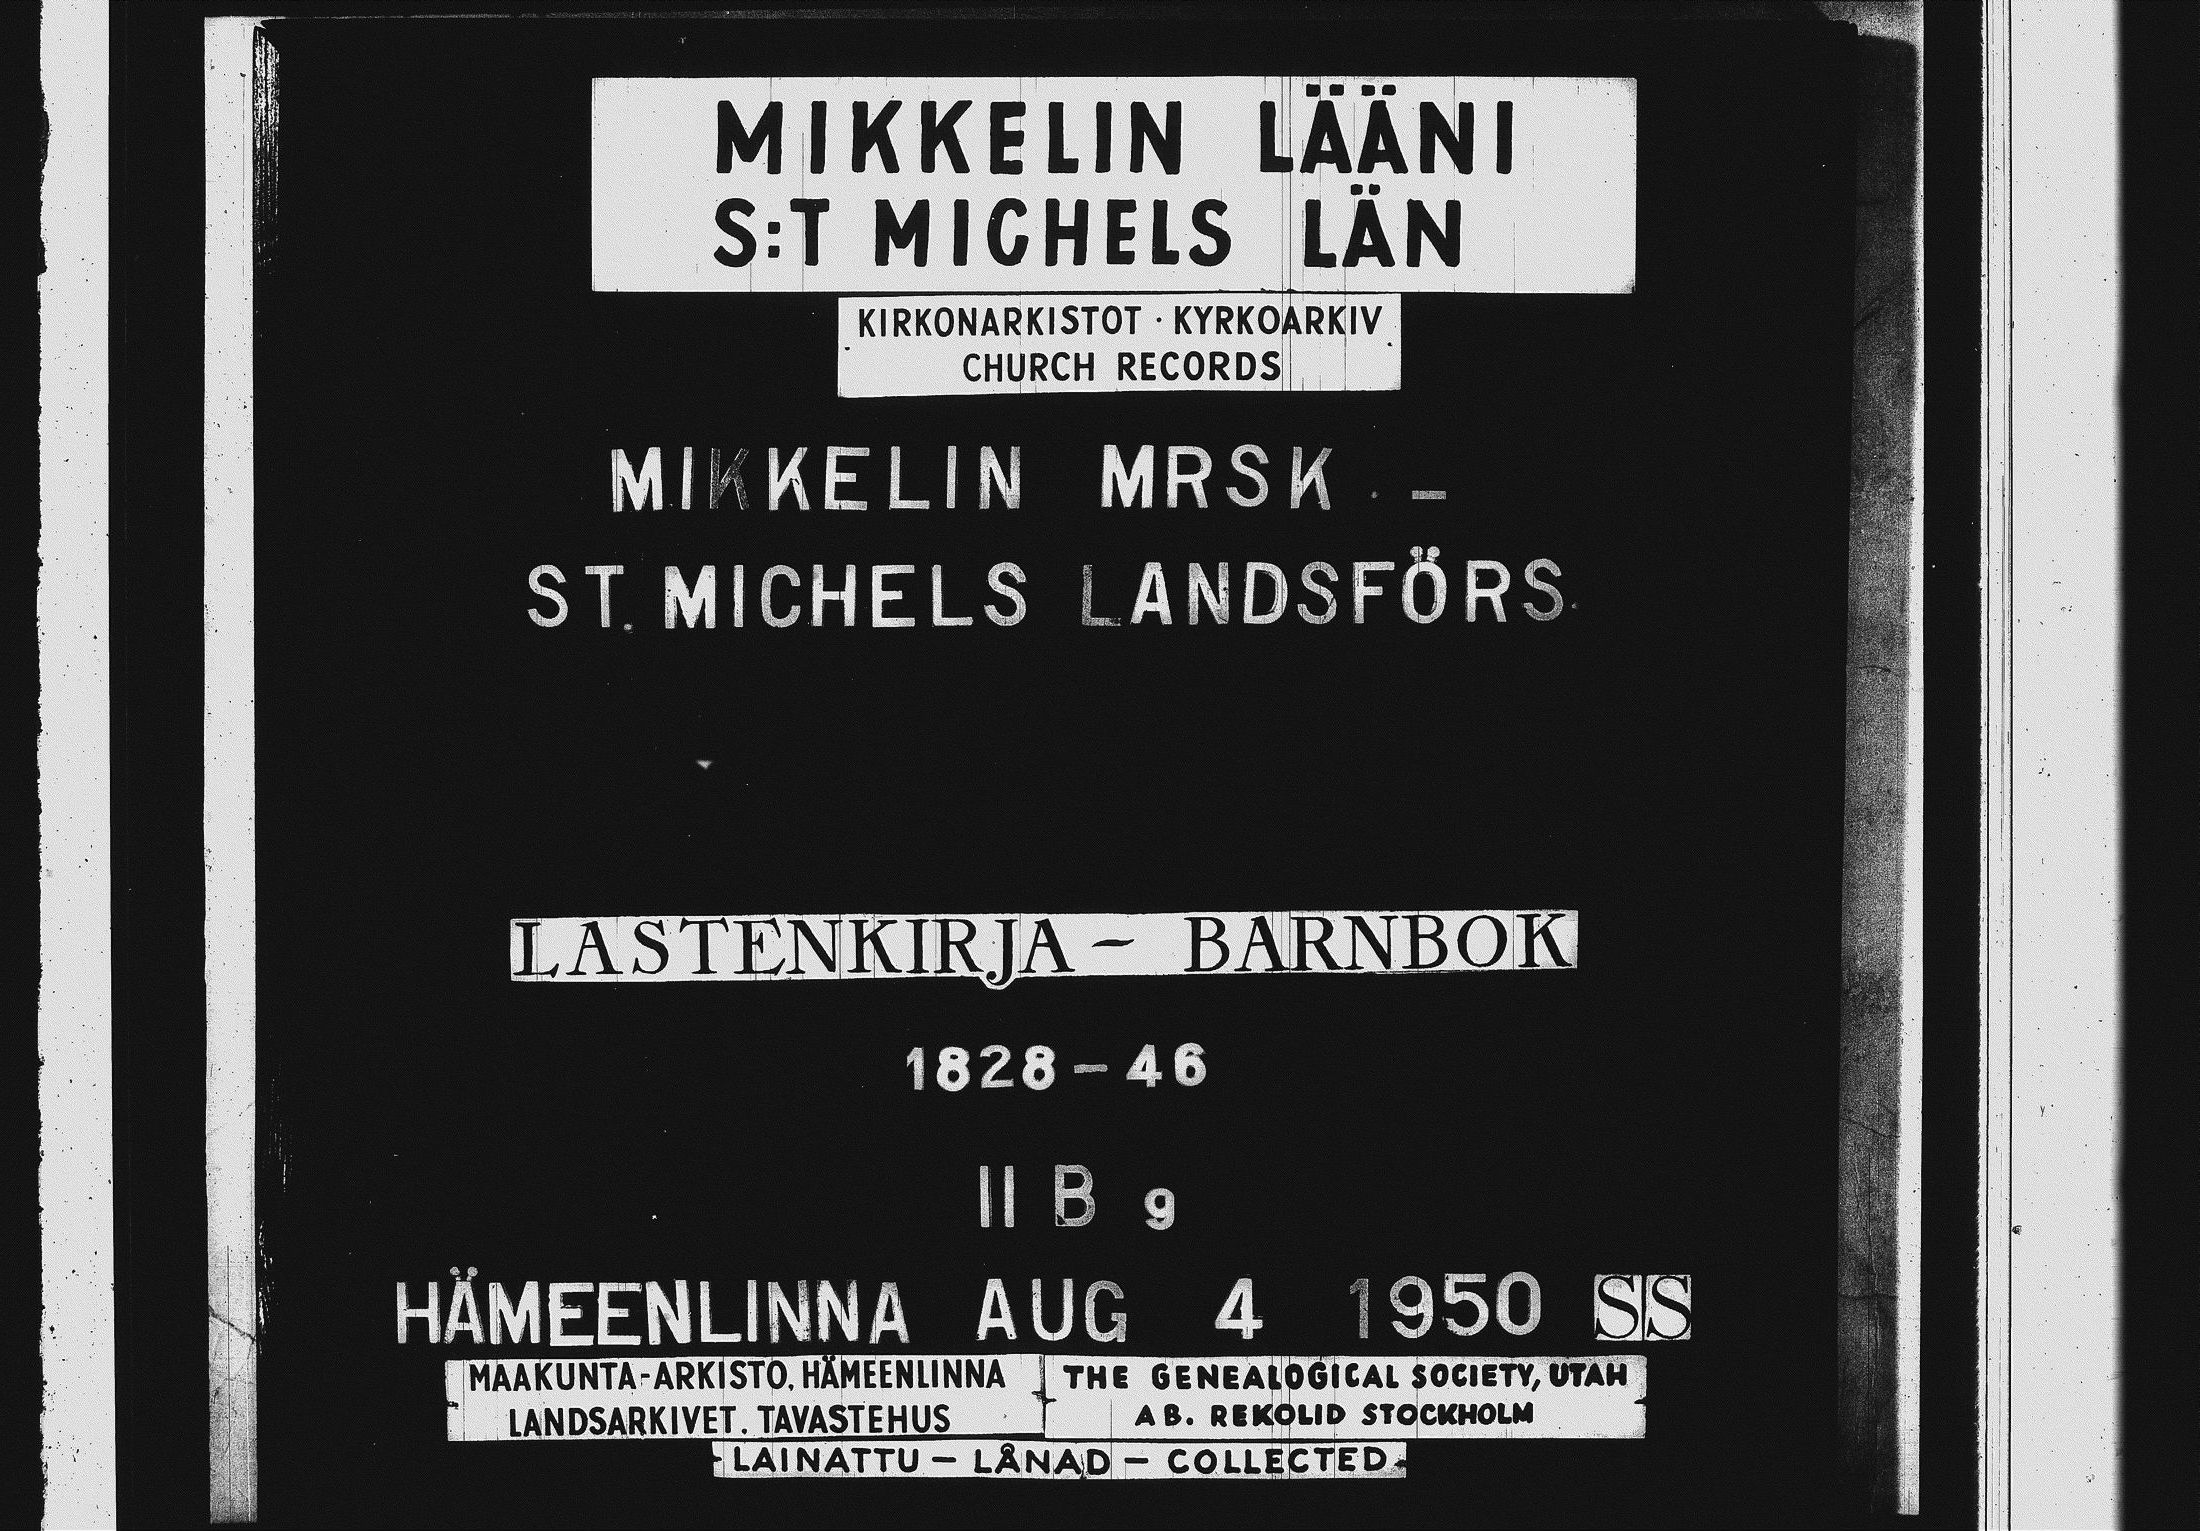 MIKKELIN LÄÄNI
S:T MICHELS LÄN
KIRKONARKISTOT · KYRKOARKIV
CHURCH RECORDS
MIKKELIN MRSK –
ST. MICHELS LANDSFÖRS.
LASTENKIRJA – BARNBOK
1828 – 46
II B 9
HÄMEENLINNA AUG 4 1950 SS
MAAKUNTA-ARKISTO, HÄMEENLINNA
LANDSARKIVET, TAVASTEHUS
THE GENEALOGICAL SOCIETY, UTAH
AB. REKOLID STOCKHOLM
LAINATTU – LÅNAD – COLLECTED